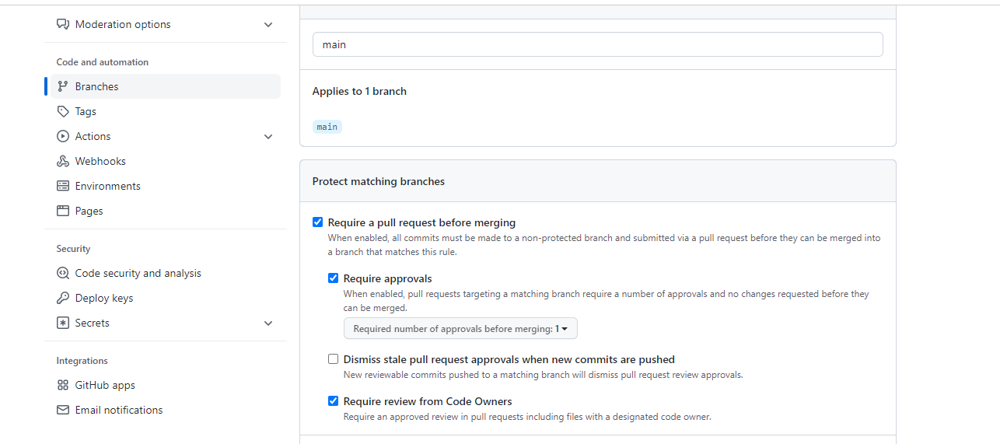 Moderation options
Code and automation
Branches
Tags
Actions
Webhooks
Environments
Pages
Security
Code security and analysis
Deploy keys
Secrets
Integrations
GitHub apps
Email notifications
main
Applies to 1 branch
main
Protect matching branches
Require a pull request before merging
When enabled, all commits must be made to a non-protected branch and submitted via a pull request before they can be merged into
a branch that matches this rule.
Require approvals
When enabled, pull requests targeting a matching branch require a number of approvals and no changes requested before they
can be merged.
Required number of approvals before merging: 1
Dismiss stale pull request approvals when new commits are pushed
New reviewable commits pushed to a matching branch will dismiss pull request review approvals.
Require review from Code Owners
Require an approved review in pull requests including files with a designated code owner.